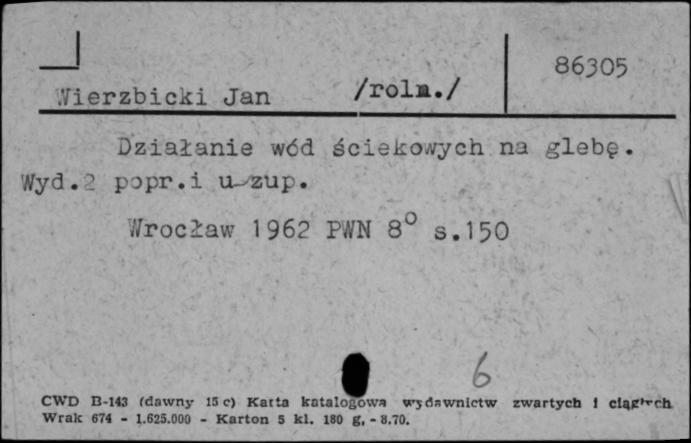 86305
Wierzbicki Jan /roln./
Działanie wód ściekowych na glebę.
Wyd.2 popr.i u-zup.
Wrocław 1962 PWN 8° s.150
6
CWD B-143 (dawny 15 c) Karta katalogowa wydawnictw zwartych i ciągłych
Wrak 674 - 1.625.000 - Karton 5 kl. 180 g. - 8.70.